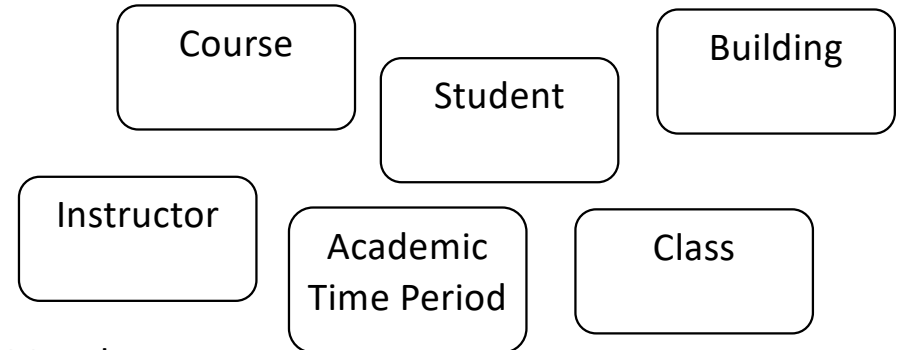 Course
Building
Student
Instructor
Academic
Time Period
Class